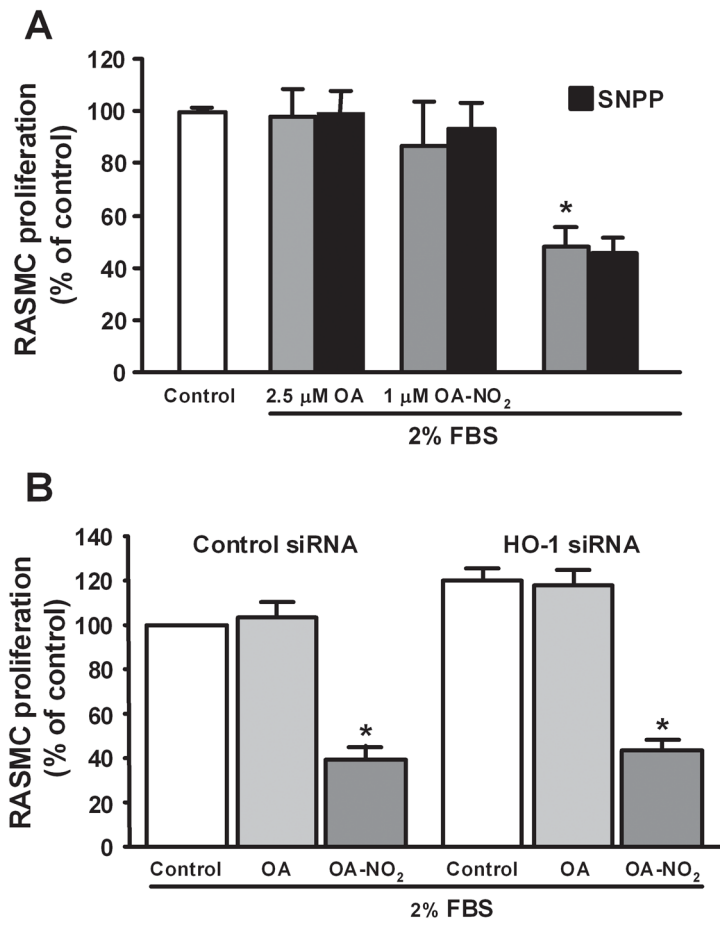 A
RASMC proliferation
(% of control)
120
100
80
60
40
20
0
SNPP
*
Control
2.5 μM OA
1 μM OA-NO₂
2% FBS
B
RASMC proliferation
(% of control)
140
120
100
80
60
40
20
0
Control siRNA
HO-1 siRNA
*
*
Control
OA
OA-NO₂
Control
OA
OA-NO₂
2% FBS